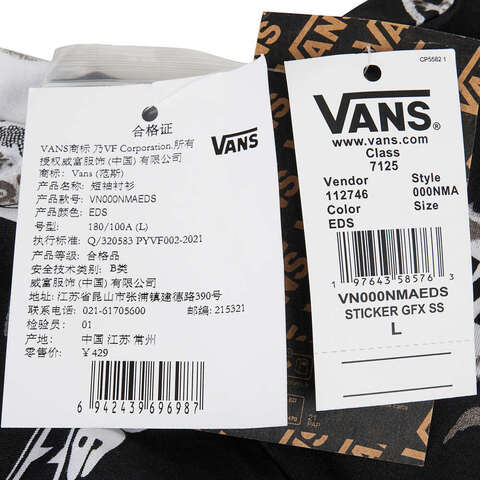 合格证
VANS商标 乃VF Corporation.所有
授权威富服饰(中国)有限公司
VANS
商标: Vans (范斯)
产品名称: 短袖衬衫
产品款号: VN000NMAEDS
产品颜色: EDS
号型: 180/100A (L)
执行标准: Q/320583 PYVF002-2021
产品等级: 合格品
安全技术类别: B类
威富服饰(中国)有限公司
地址: 江苏省昆山市张浦镇建德路390号
联系电话: 021-61705600 邮编: 215321
检验员: 01
产地: 中国 江苏 常州
零售价: ¥429
6 942439 696987
VANS
CP5582 1
VANS®
www.vans.com
Class
7125
Vendor Style
112746 000NMA
Color Size
EDS
1 97643 58576 3
VN000NMAEDS
STICKER GFX SS
L
21
PAP
VANS